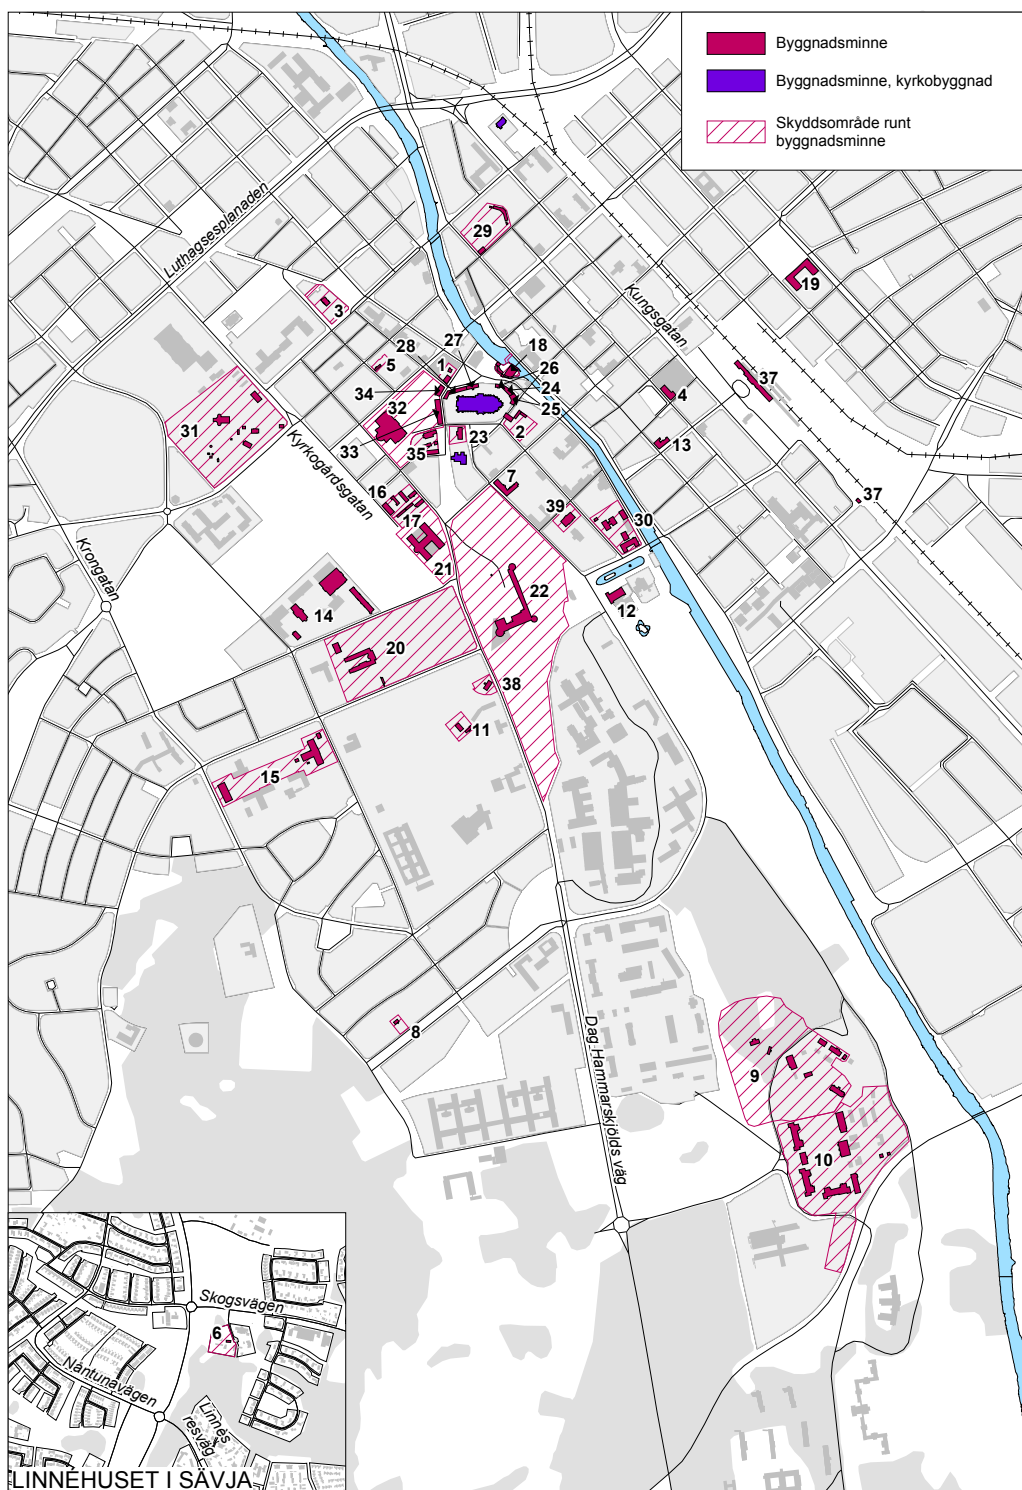 Byggnadsminne
Byggnadsminne, kyrkobyggnad
Skyddsområde runt
byggnadsminne
Luthagsesplanaden
29
Kungsgatan
19
3
27
18
28
1
26
5
37
34
24
4
32
25
31
2
33
23
13
35
Kyrkogårdsgatan
7
16
37
39
17
30
21
Krongatan
22
14
12
20
38
11
15
8
Dag Hammarskjölds väg
9
10
Skogsvägen
6
Nåntunavägen
Linnés
resväg
LINNEHUSET I SÄVJA